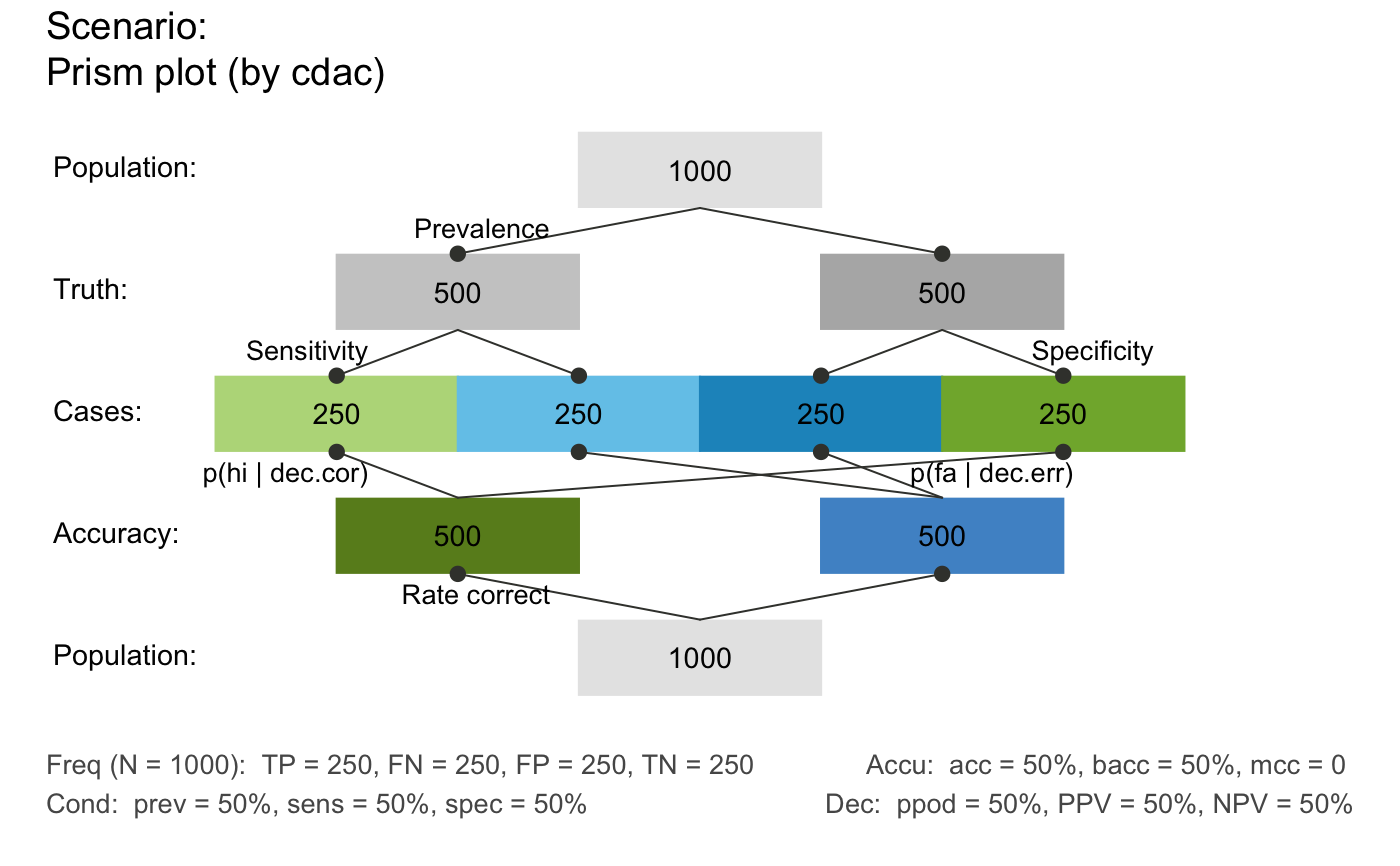 Scenario:
Prism plot (by cdac)
Population:
1000
Prevalence
Truth:
500
500
Sensitivity
Specificity
Cases:
250
250
250
250
p(hi | dec.cor)
p(fa | dec.err)
Accuracy:
500
500
Rate correct
Population:
1000
Freq (N = 1000):  TP = 250, FN = 250, FP = 250, TN = 250
Accu:  acc = 50%, bacc = 50%, mcc = 0
Cond:  prev = 50%, sens = 50%, spec = 50%
Dec:  ppod = 50%, PPV = 50%, NPV = 50%